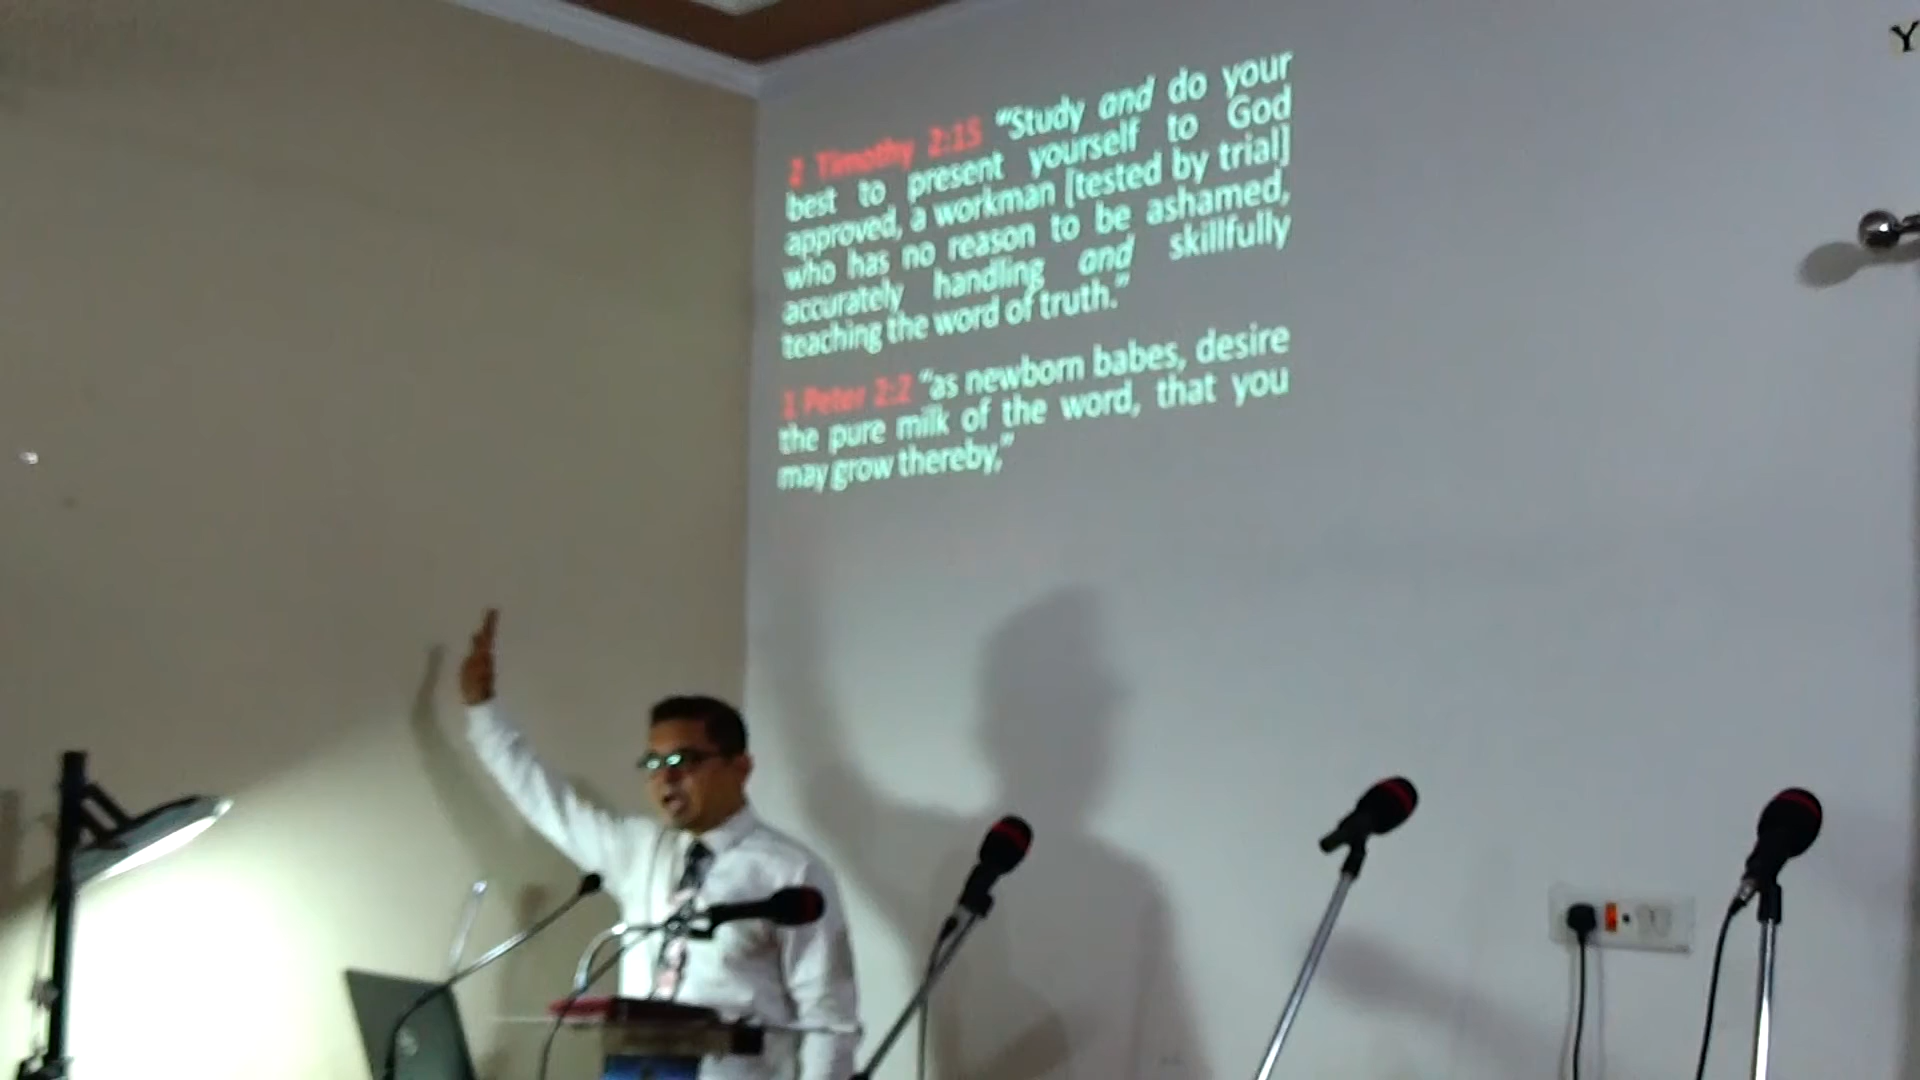 2 Timothy 2:15 “Study and do your
best to present yourself to God
approved, a workman [tested by trial]
who has no reason to be ashamed,
accurately handling and skillfully
teaching the word of truth.”
1 Peter 2:2 “as newborn babes, desire
the pure milk of the word, that you
may grow thereby,”
Y